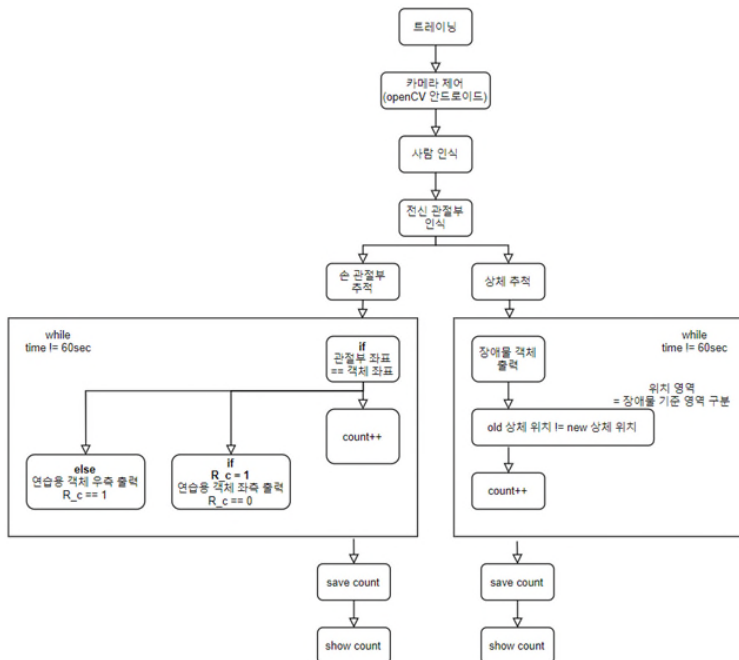 트레이닝
카메라 제어
(openCV 안드로이드)
사람 인식
전신 관절부
인식
손 관절부
추적
상체 추적
while
time != 60sec
if
관절부 좌표
== 객체 좌표
count++
else
연습용 객체 우측 출력
R_c == 1
if
R_c = 1
연습용 객체 좌측 출력
R_c == 0
while
time != 60sec
장애물 객체
출력
위치 영역
= 장애물 기준 영역 구분
old 상체 위치 != new 상체 위치
count++
save count
show count
save count
show count